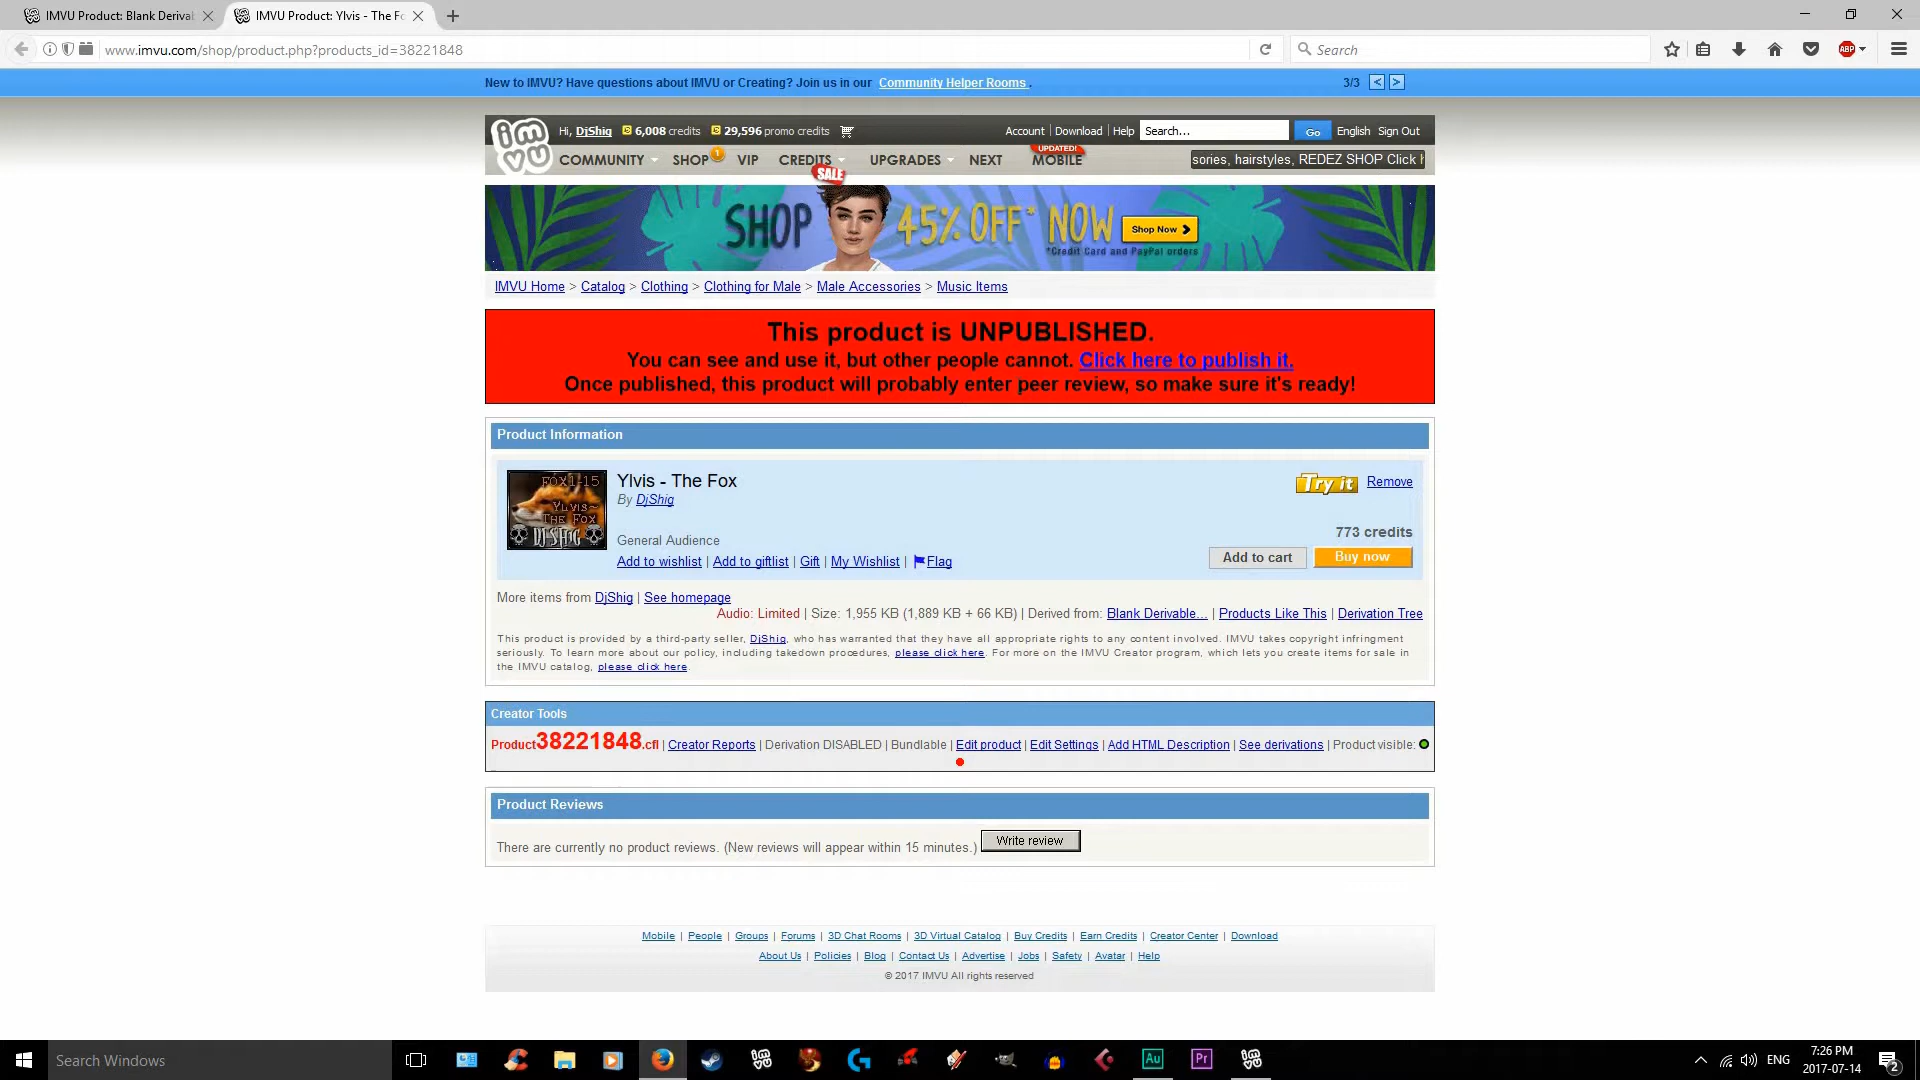 IMVU Product: Blank Deriva
IMVU Product: Ylvis - The Fo
www.imvu.com/shop/product.php?products_id=38221848
Search
ABP
New to IMVU? Have questions about IMVU or Creating? Join us in our Community Helper Rooms .
3/3 < >
imvu
Hi, DjShig 6,008 credits 29,596 promo credits
Account | Download | Help Search... Go English Sign Out
COMMUNITY SHOP 1 VIP CREDITS UPGRADES NEXT UPDATED! MOBILE
sories, hairstyles, REDEZ SHOP Click h
SALE
SHOP 45% OFF* NOW Shop Now
*Credit Card and PayPal orders
IMVU Home > Catalog > Clothing > Clothing for Male > Male Accessories > Music Items
This product is UNPUBLISHED.
You can see and use it, but other people cannot. Click here to publish it.
Once published, this product will probably enter peer review, so make sure it's ready!
Product Information
FOX1-15
Ylvis~
The Fox
DJ SHIG
Ylvis - The Fox
By DjShig
Try it Remove
General Audience
773 credits
Add to wishlist | Add to giftlist | Gift | My Wishlist | Flag
Add to cart Buy now
More items from DjShig | See homepage
Audio: Limited | Size: 1,955 KB (1,889 KB + 66 KB) | Derived from: Blank Derivable... | Products Like This | Derivation Tree
This product is provided by a third-party seller, DjShig, who has warranted that they have all appropriate rights to any content involved. IMVU takes copyright infringment
seriously. To learn more about our policy, including takedown procedures, please click here. For more on the IMVU Creator program, which lets you create items for sale in
the IMVU catalog, please click here.
Creator Tools
Product38221848.cfl | Creator Reports | Derivation DISABLED | Bundlable | Edit product | Edit Settings | Add HTML Description | See derivations | Product visible:
Product Reviews
There are currently no product reviews. (New reviews will appear within 15 minutes.) Write review
Mobile | People | Groups | Forums | 3D Chat Rooms | 3D Virtual Catalog | Buy Credits | Earn Credits | Creator Center | Download
About Us | Policies | Blog | Contact Us | Advertise | Jobs | Safety | Avatar | Help
© 2017 IMVU All rights reserved
Search Windows
Au
Pr
ENG
7:26 PM
2017-07-14
2